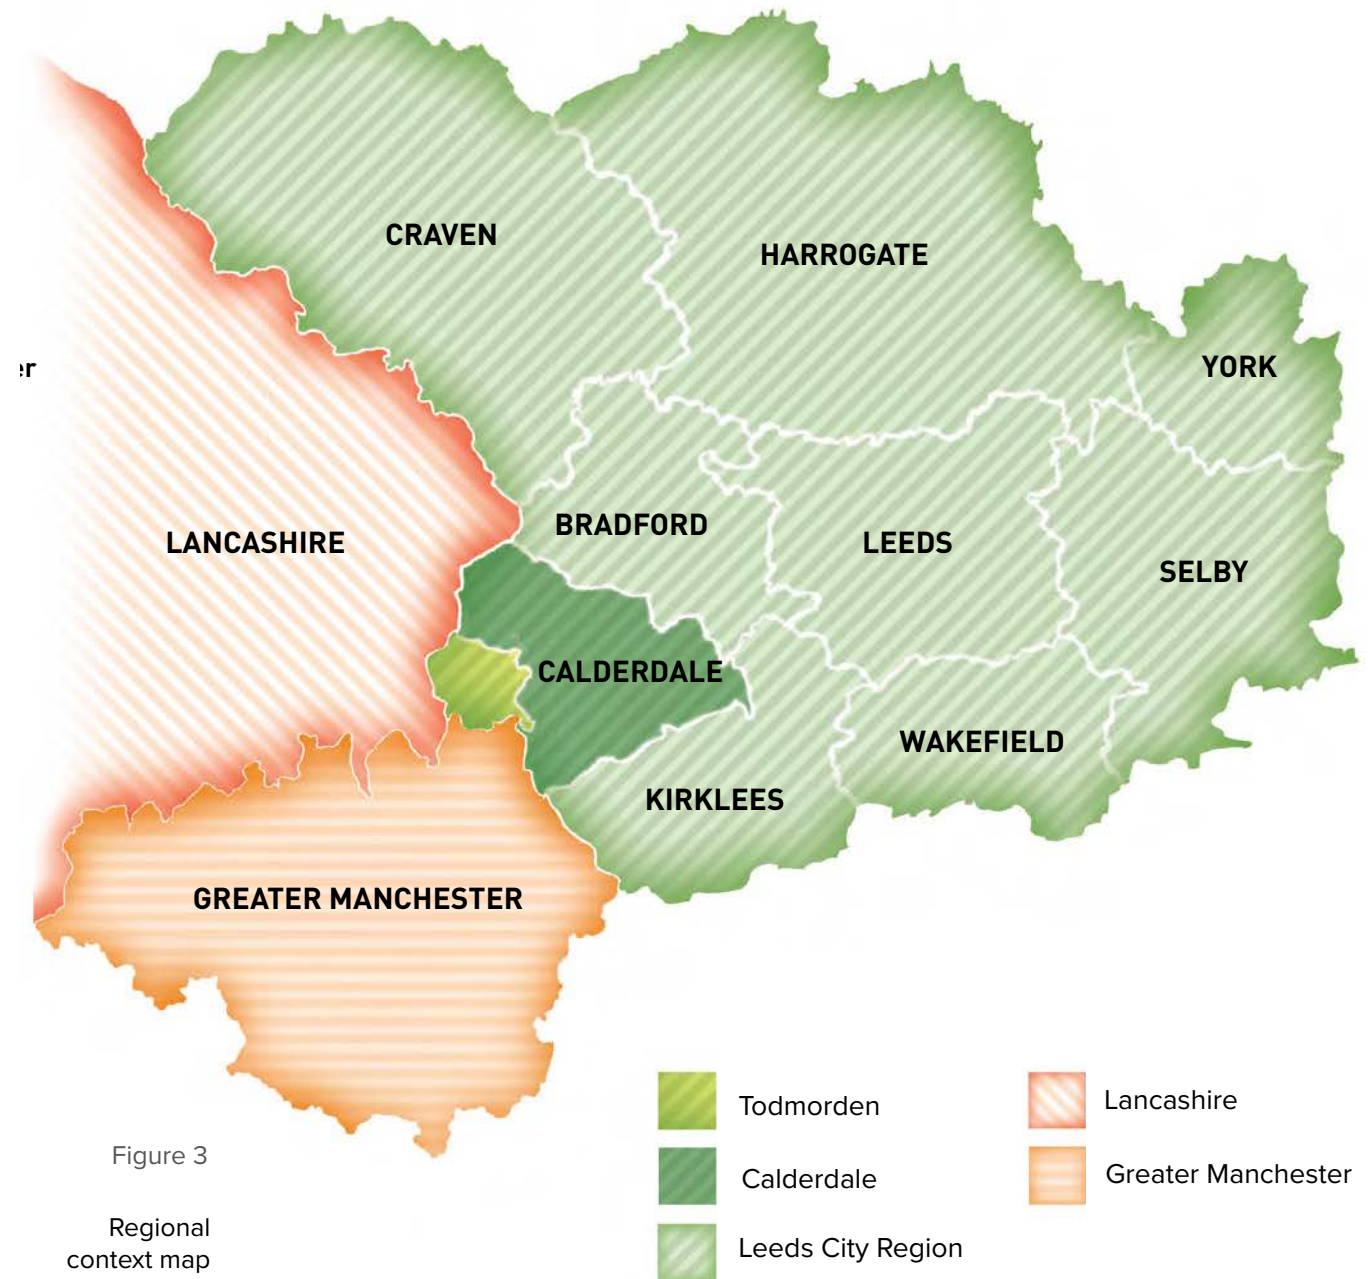 CRAVEN
HARROGATE
YORK
er
BRADFORD
LANCASHIRE
LEEDS
SELBY
CALDERDALE
WAKEFIELD
KIRKLEES
GREATER MANCHESTER
Todmorden
Lancashire
Calderdale
Greater Manchester
Leeds City Region
Figure 3
Regional
context map